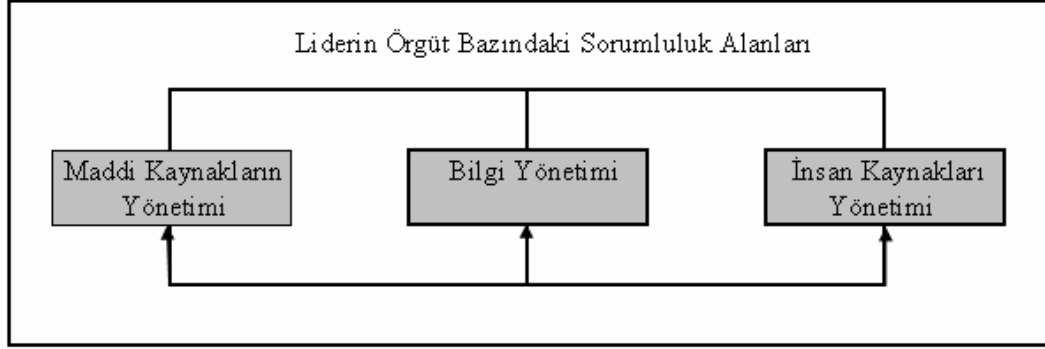 Liderin Örgüt Bazındaki Sorumluluk Alanları
Maddi Kaynakların
Yönetimi
Bilgi Yönetimi
İnsan Kaynakları
Yönetimi